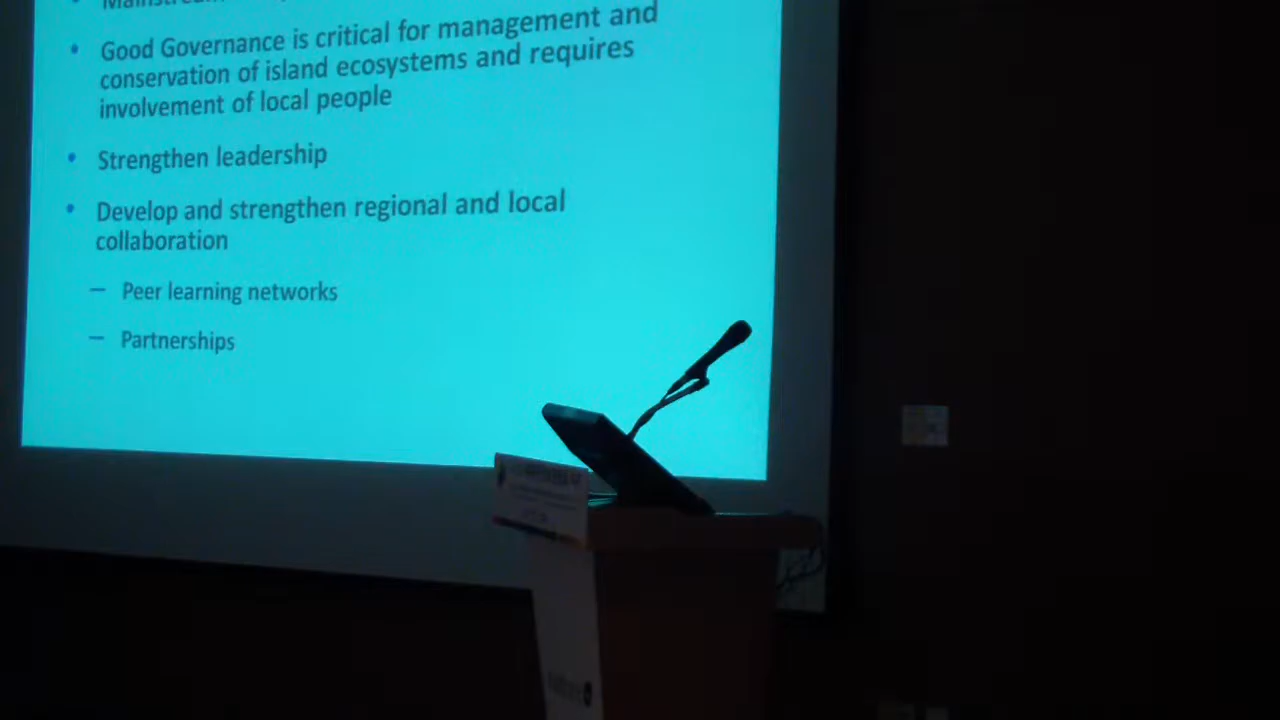 Good Governance is critical for management and
conservation of island ecosystems and requires
involvement of local people
Strengthen leadership
Develop and strengthen regional and local
collaboration
– Peer learning networks
– Partnerships